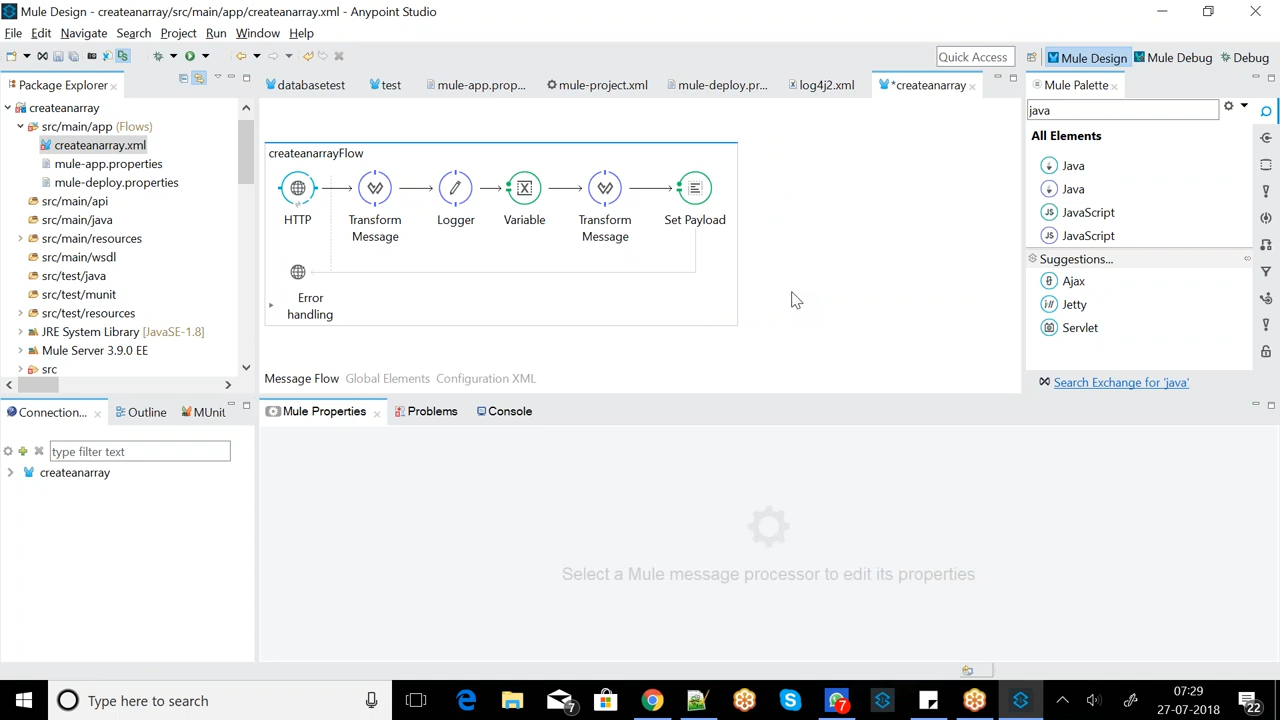 Mule Design - createanarray/src/main/app/createanarray.xml - Anypoint Studio
File Edit Navigate Search Project Run Window Help
Quick Access
Mule Design
Mule Debug
Debug
Package Explorer
createanarray
src/main/app (Flows)
createanarray.xml
mule-app.properties
mule-deploy.properties
src/main/api
src/main/java
src/main/resources
src/main/wsdl
src/test/java
src/test/munit
src/test/resources
JRE System Library [JavaSE-1.8]
Mule Server 3.9.0 EE
src
databasetest
test
mule-app.prop...
mule-project.xml
mule-deploy.pr...
log4j2.xml
*createanarray
createanarrayFlow
HTTP
Transform
Message
Logger
Variable
Transform
Message
Set Payload
Error
handling
Message Flow Global Elements Configuration XML
Mule Palette
java
All Elements
Java
Java
JavaScript
JavaScript
Suggestions...
Ajax
Jetty
Servlet
Search Exchange for 'java'
Connection...
Outline
MUnit
type filter text
createanarray
Mule Properties
Problems
Console
Select a Mule message processor to edit its properties
Type here to search
7
7
07:29
27-07-2018
22